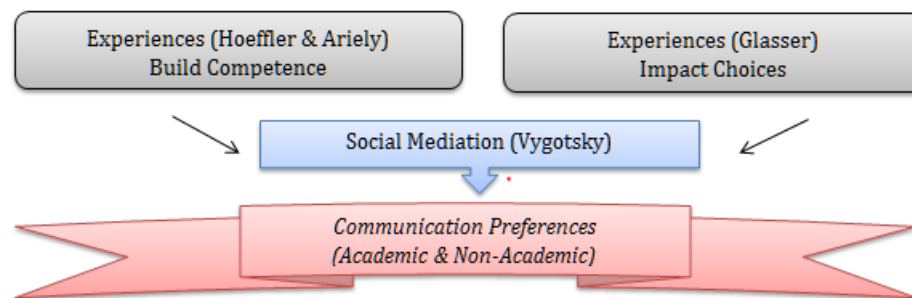 Experiences (Hoeffler & Ariely)
Build Competence
Experiences (Glasser)
Impact Choices
Social Mediation (Vygotsky)
Communication Preferences
(Academic & Non-Academic)